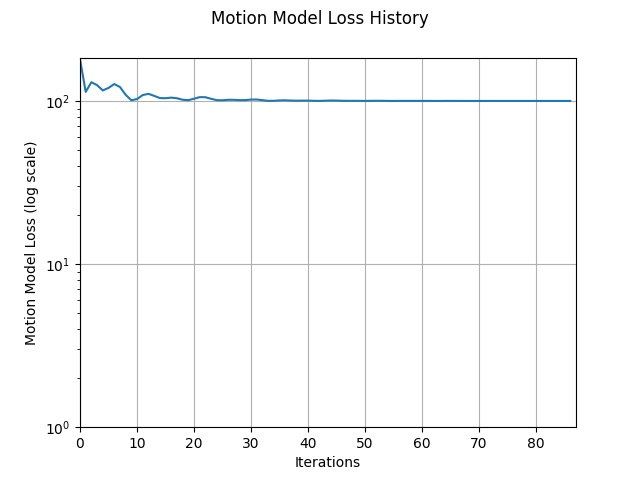 Motion Model Loss History
Motion Model Loss (log scale)
10²
10¹
10⁰
0 10 20 30 40 50 60 70 80
Iterations